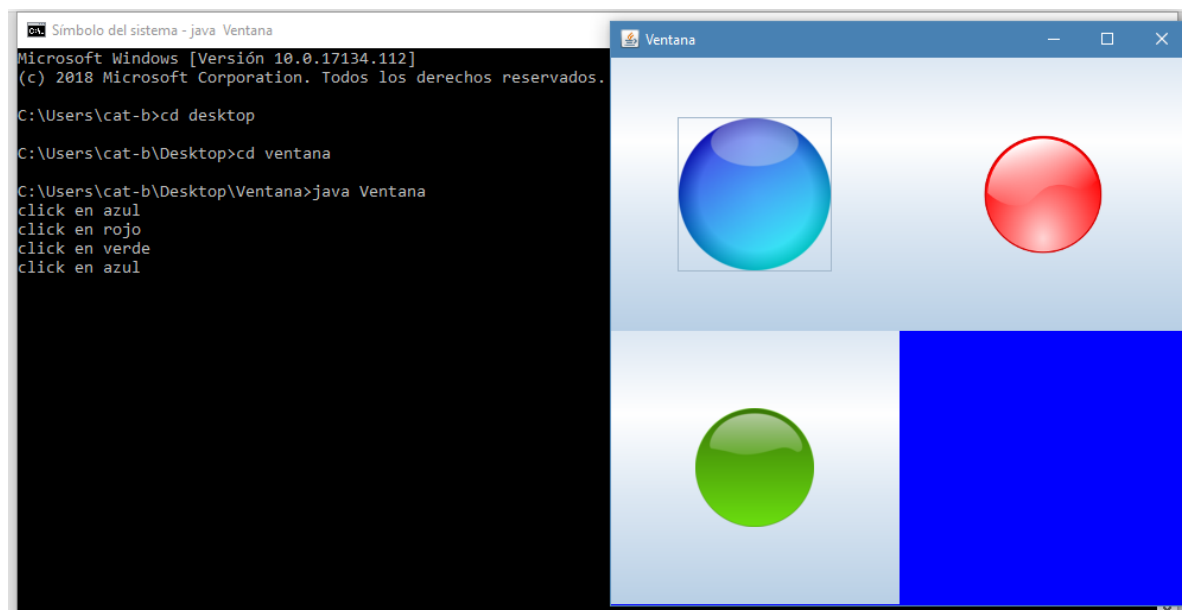 Símbolo del sistema - java Ventana
Microsoft Windows [Versión 10.0.17134.112]
(c) 2018 Microsoft Corporation. Todos los derechos reservados.
C:\Users\cat-b>cd desktop
C:\Users\cat-b\Desktop>cd ventana
C:\Users\cat-b\Desktop\Ventana>java Ventana
click en azul
click en rojo
click en verde
click en azul
Ventana